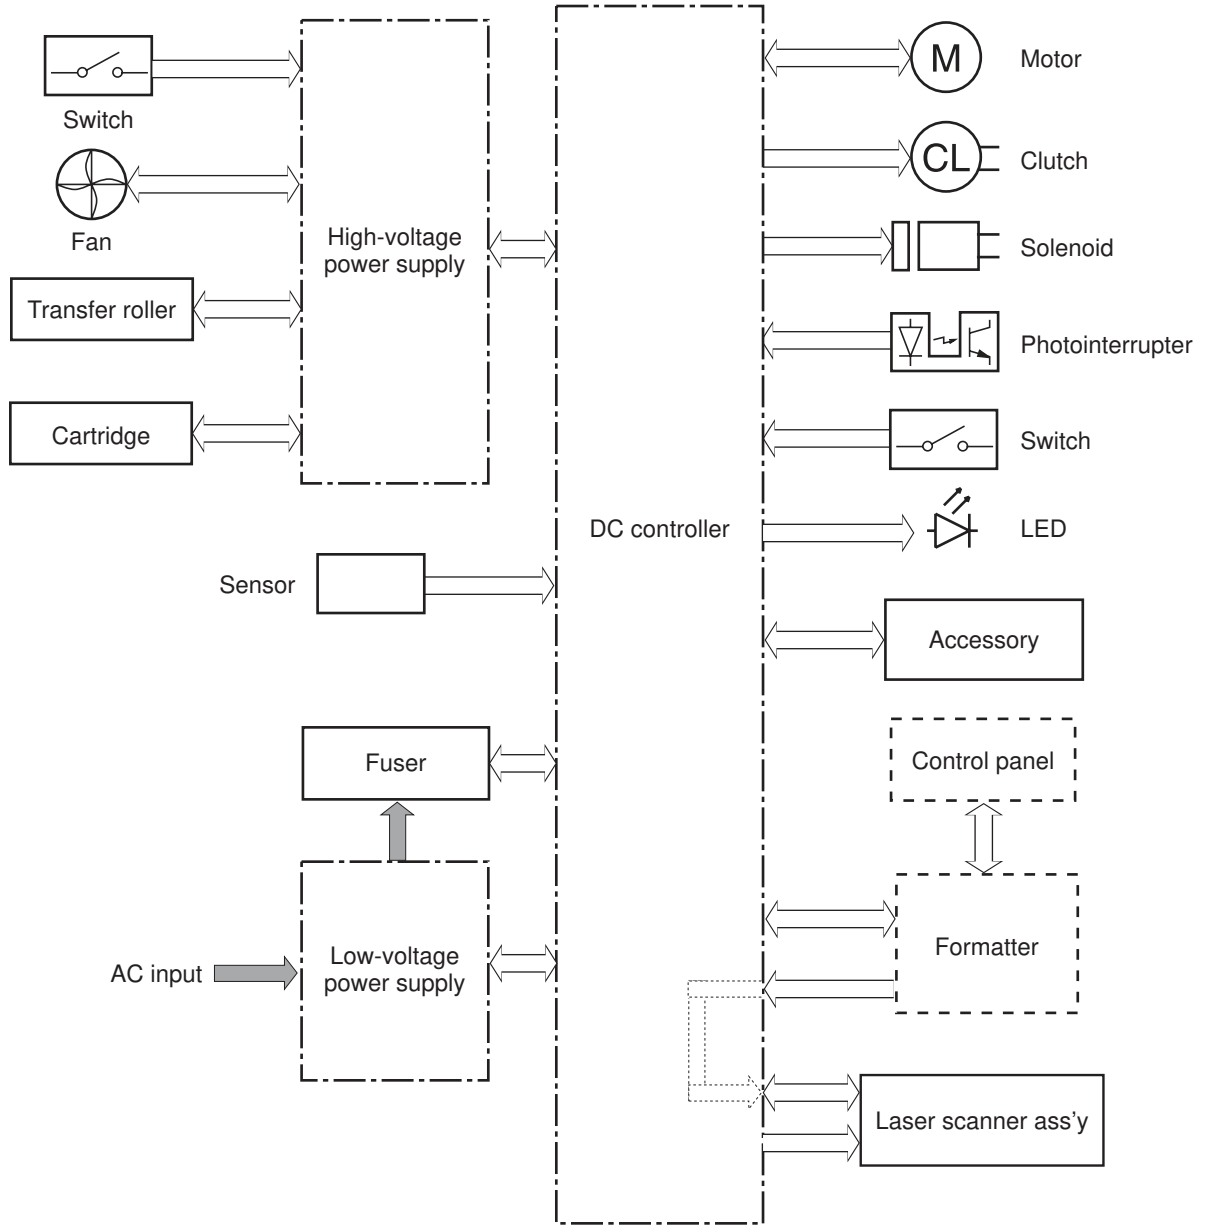 Switch
Fan
Transfer roller
Cartridge
High-voltage
power supply
Sensor
Fuser
AC input
Low-voltage
power supply
DC controller
M
Motor
CL
Clutch
Solenoid
Photointerrupter
Switch
LED
Accessory
Control panel
Formatter
Laser scanner ass'y